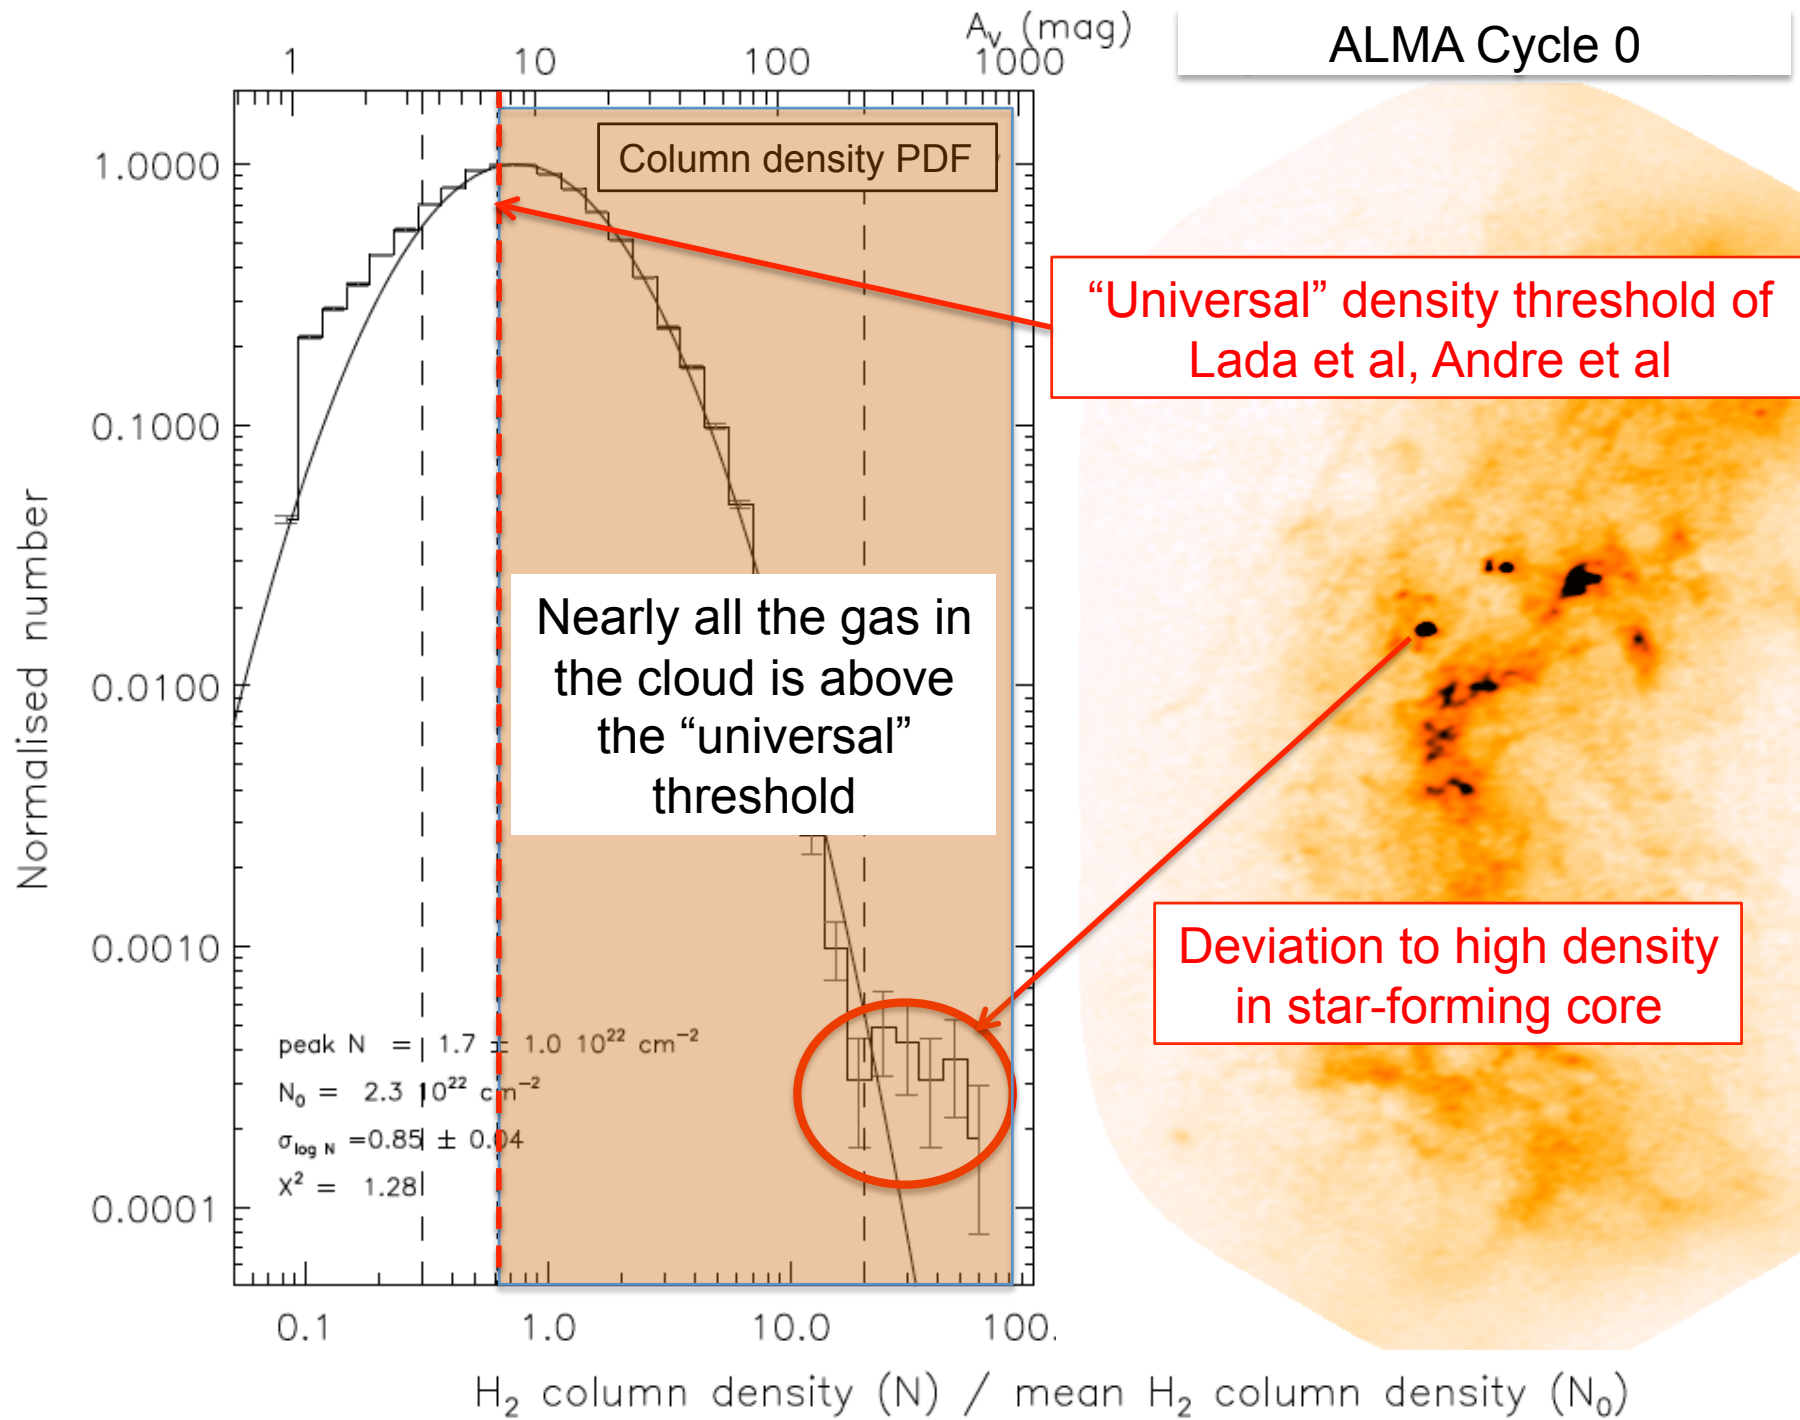 A_V (mag)
1 10 100 1000
ALMA Cycle 0
Column density PDF
1.0000
0.1000
0.0100
0.0010
0.0001
Normalised number
“Universal” density threshold of
Lada et al, Andre et al
Nearly all the gas in
the cloud is above
the “universal”
threshold
Deviation to high density
in star-forming core
peak N = 1.7 ± 1.0 10²² cm⁻²
N₀ = 2.3 10²² cm⁻²
σ_log N =0.85 ± 0.04
X² = 1.28
0.1 1.0 10.0 100.
H₂ column density (N) / mean H₂ column density (N₀)